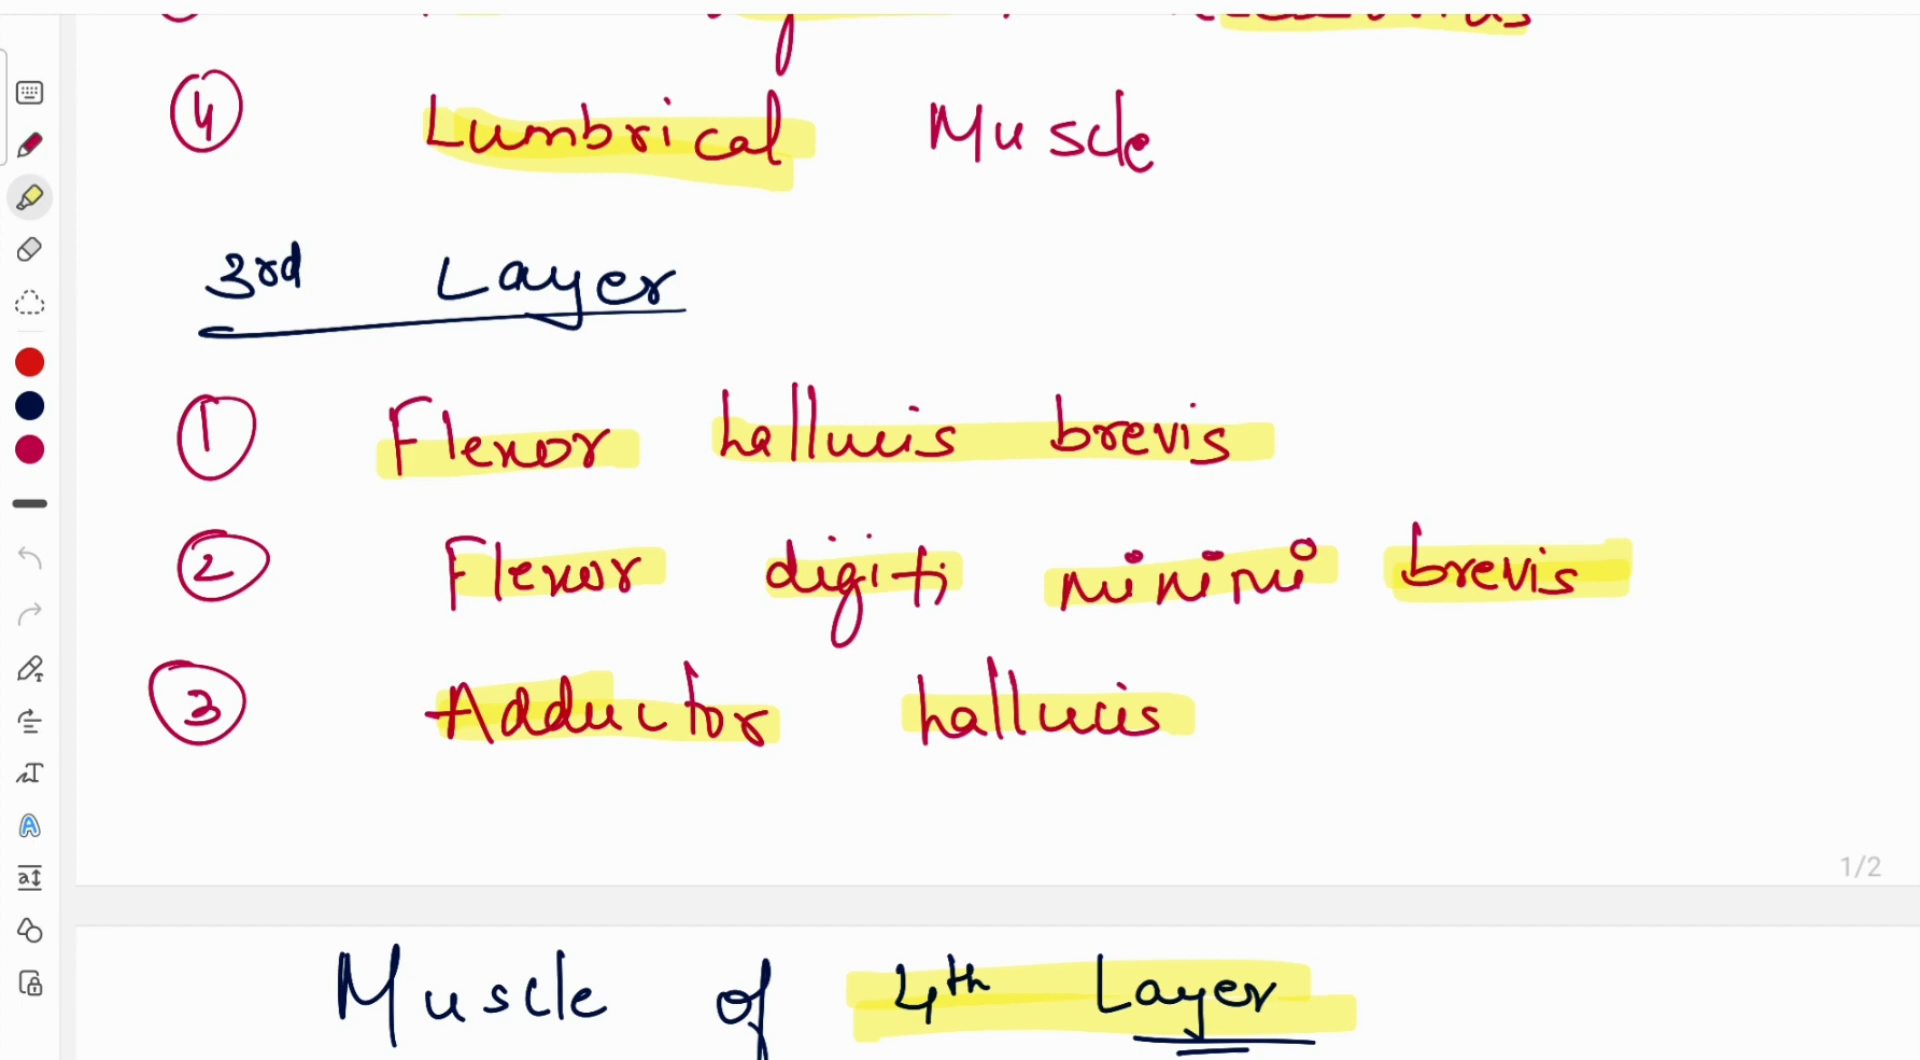 ④ Lumbrical Muscle
3rd Layer
① Flexor hallucis brevis
② Flexor digiti minimi brevis
③ Adductor hallucis
1/2
Muscle of 4th Layer